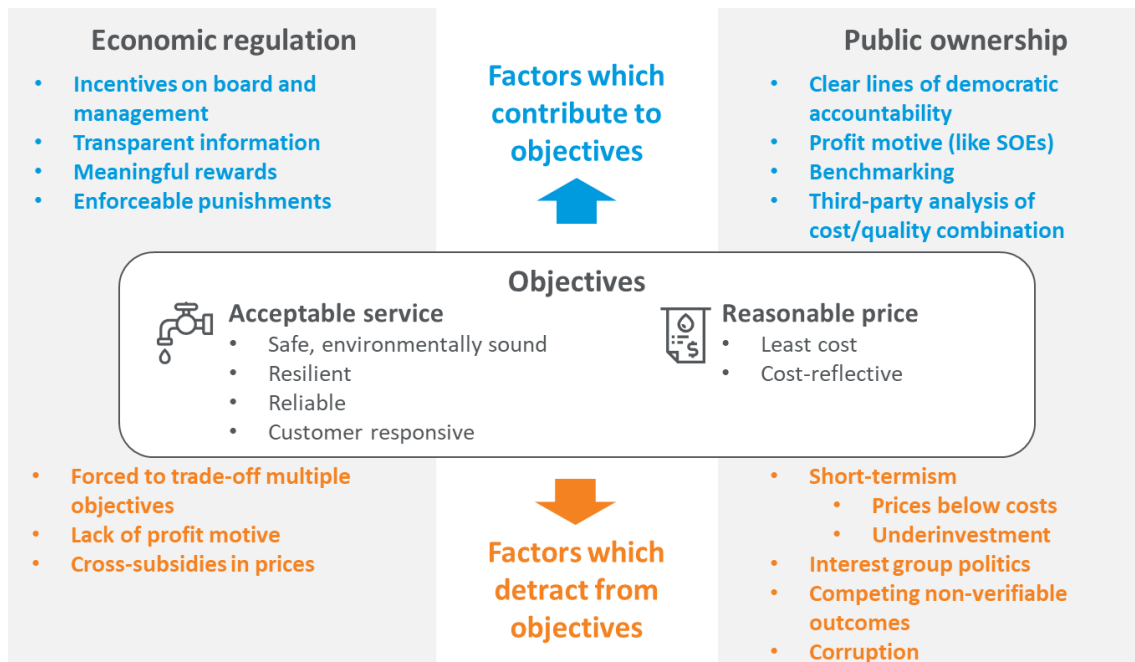 Economic regulation
• Incentives on board and
management
• Transparent information
• Meaningful rewards
• Enforceable punishments
Factors which
contribute to
objectives
Public ownership
• Clear lines of democratic
accountability
• Profit motive (like SOEs)
• Benchmarking
• Third-party analysis of
cost/quality combination
Objectives
Acceptable service
• Safe, environmentally sound
• Resilient
• Reliable
• Customer responsive
$
Reasonable price
• Least cost
• Cost-reflective
• Forced to trade-off multiple
objectives
• Lack of profit motive
• Cross-subsidies in prices
Factors which
detract from
objectives
• Short-termism
• Prices below costs
• Underinvestment
• Interest group politics
• Competing non-verifiable
outcomes
• Corruption